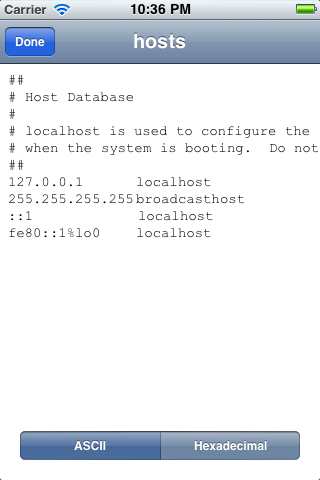 Carrier 10:36 PM
Done hosts
##
# Host Database
#
# localhost is used to configure the
# when the system is booting.  Do not
##
127.0.0.1       localhost
255.255.255.255 broadcasthost
::1             localhost
fe80::1%lo0     localhost
ASCII Hexadecimal